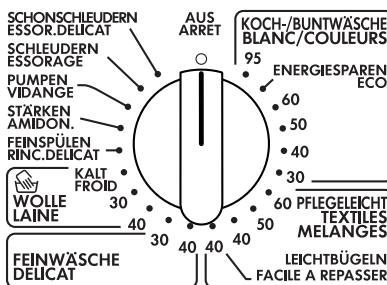 SCHONSCHLEUDERN
ESSOR.DELICAT
SCHLEUDERN
ESSORAGE
PUMPEN
VIDANGE
STÄRKEN
AMIDON.
FEINSPÜLEN
RINC.DELICAT
KALT
FROID
WOLLE
LAINE
30
40
FEINWÄSCHE
DELICAT
30
40
AUS
ARRET
KOCH-/BUNTWÄSCHE
BLANC/COULEURS
95
ENERGIESPAREN
ECO
60
50
40
30
PFLEGELEICHT
TEXTILES
MELANGES
60
50
40
40
LEICHTBÜGELN
FACILE A REPASSER